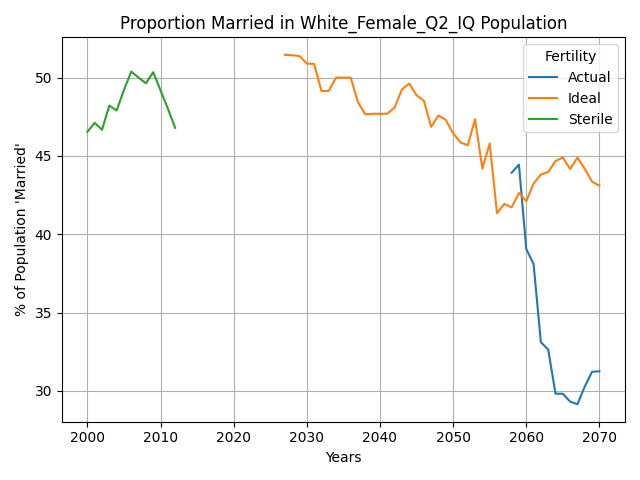 Proportion Married in White_Female_Q2_IQ Population
% of Population 'Married'
50
45
40
35
30
2000 2010 2020 2030 2040 2050 2060 2070
Years
Fertility
Actual
Ideal
Sterile